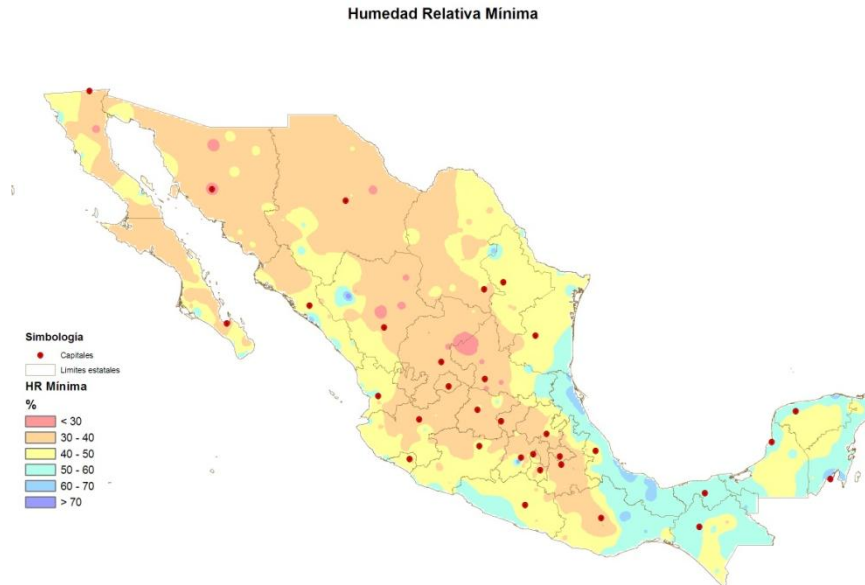 Humedad Relativa Mínima
Simbología
Capitales
Límites estatales
HR Mínima
%
< 30
30 - 40
40 - 50
50 - 60
60 - 70
> 70